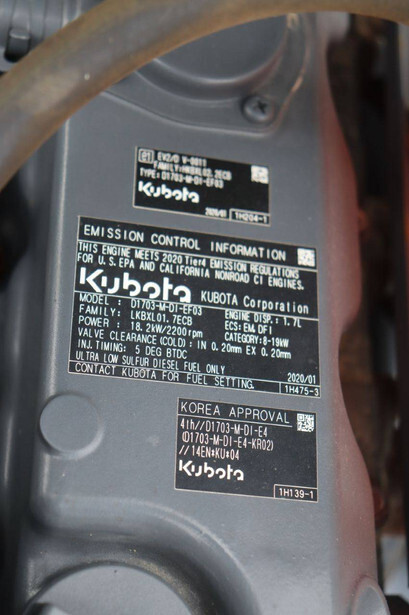 e1 EV2/D V-0011
FAMILY:HKBXL02.2ECB
TYPE: D1703-M-DI-EF03
Kubota
2020/01
1H204-1
EMISSION CONTROL INFORMATION
THIS ENGINE MEETS 2020 Tier4 EMISSION REGULATIONS
FOR U.S. EPA AND CALIFORNIA NONROAD CI ENGINES.
Kubota KUBOTA Corporation
MODEL : D1703-M-DI-EF03
FAMILY: LKBXL01.7ECB ENGINE DISP.: 1.7L
POWER : 18.2kW/2200rpm ECS: EM,DFI
CATEGORY: 8-19kW
VALVE CLEARANCE (COLD): IN 0.20mm EX 0.20mm
INJ. TIMING: 5 DEG BTDC
ULTRA LOW SULFUR DIESEL FUEL ONLY 2020/01
CONTACT KUBOTA FOR FUEL SETTING.
1H475-3
KOREA APPROVAL
4th//D1703-M-DI-E4
(D1703-M-DI-E4-KR02)
//14EN*KU*04
Kubota
1H139-1